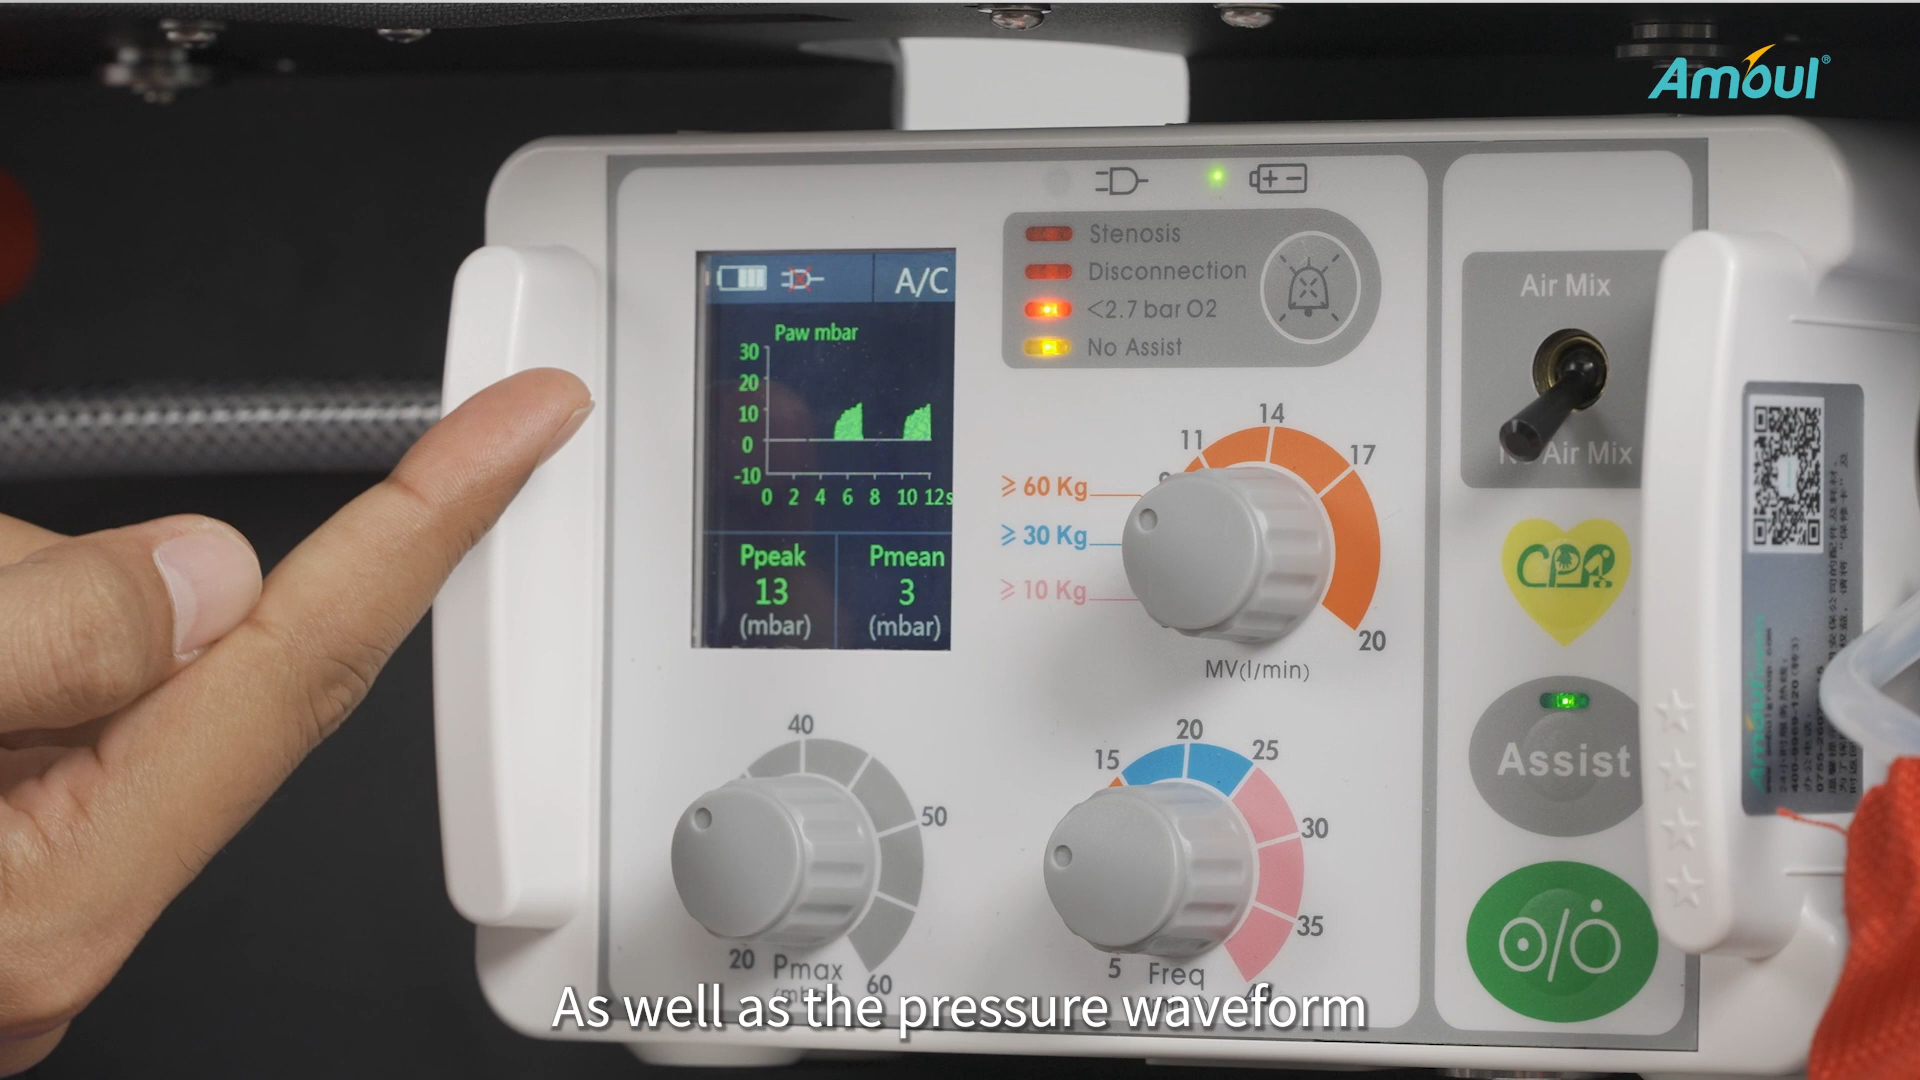 Amoul®
Stenosis
Disconnection
<2.7 bar O2
No Assist
A/C
Paw mbar
30
20
10
0
-10
0 2 4 6 8 10 12s
Ppeak
13
(mbar)
Pmean
3
(mbar)
11
14
17
20
≥ 60 Kg
≥ 30 Kg
≥ 10 Kg
MV(l/min)
Air Mix
Air Mix
CPR
Assist
40
50
60
20
Pmax
15
20
25
30
35
5
Freq
As well as the pressure waveform